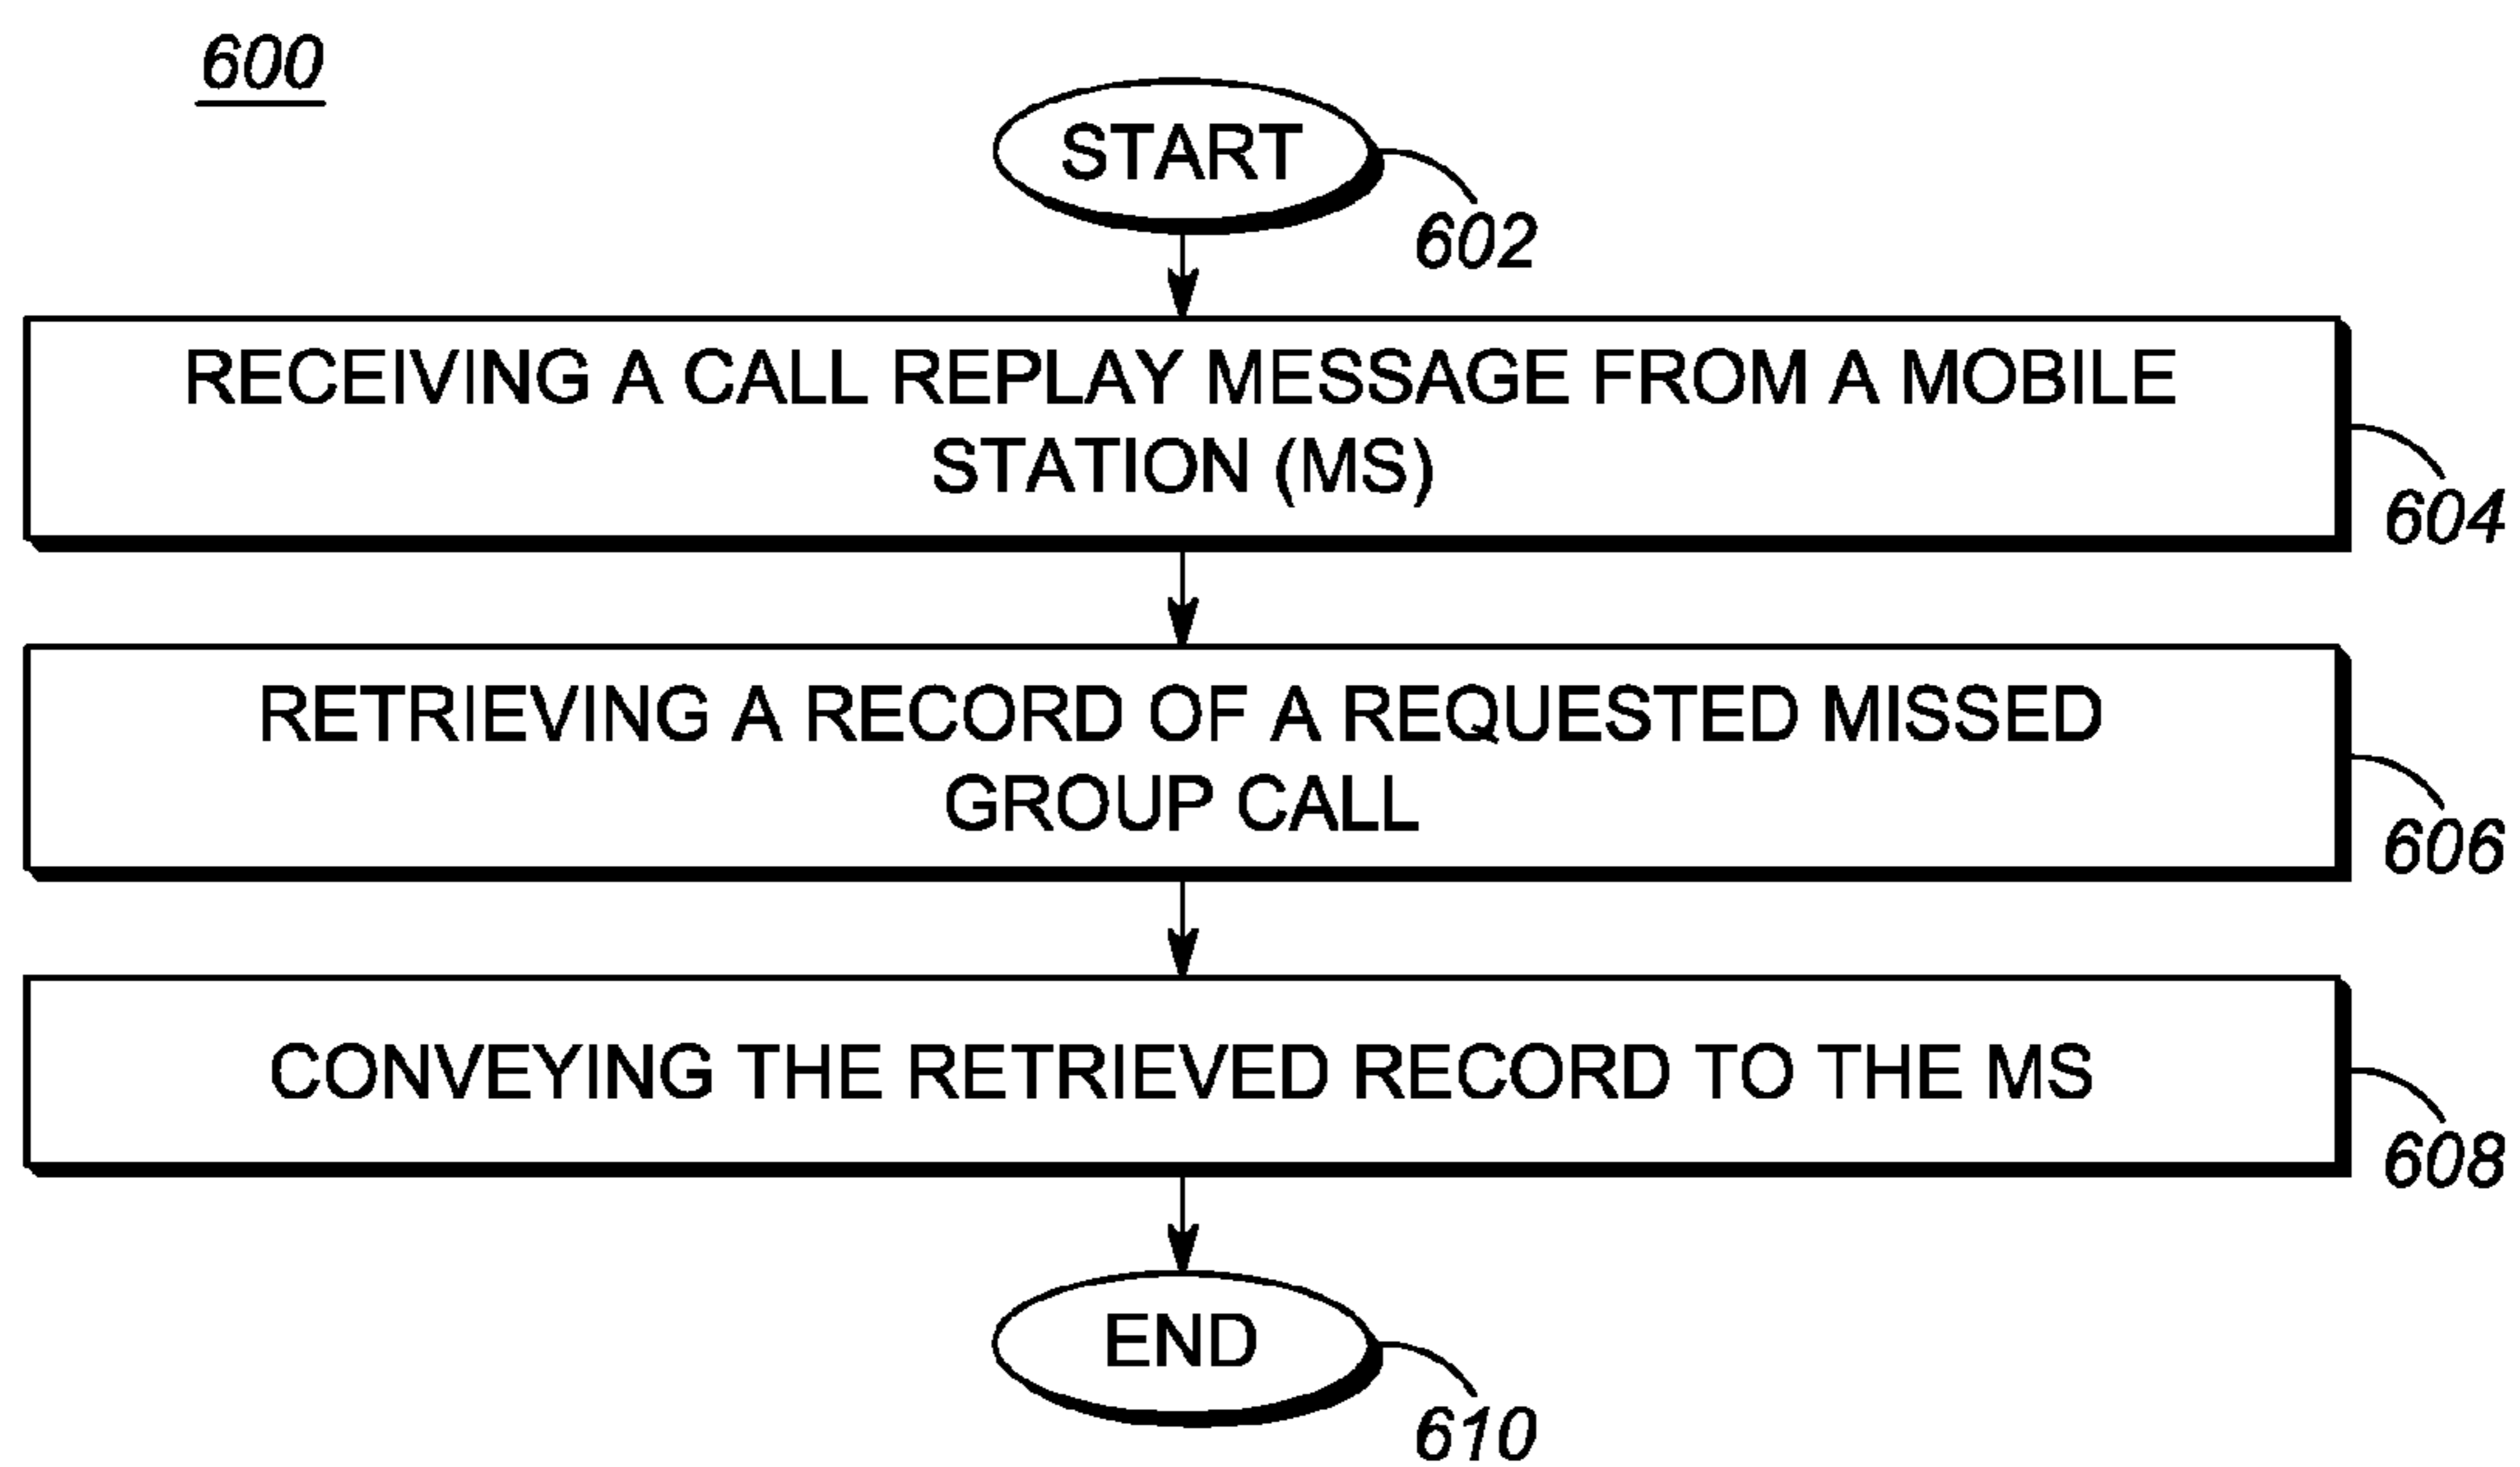 600
START
602
RECEIVING A CALL REPLAY MESSAGE FROM A MOBILE
STATION (MS)
604
RETRIEVING A RECORD OF A REQUESTED MISSED
GROUP CALL
606
CONVEYING THE RETRIEVED RECORD TO THE MS
608
END
610